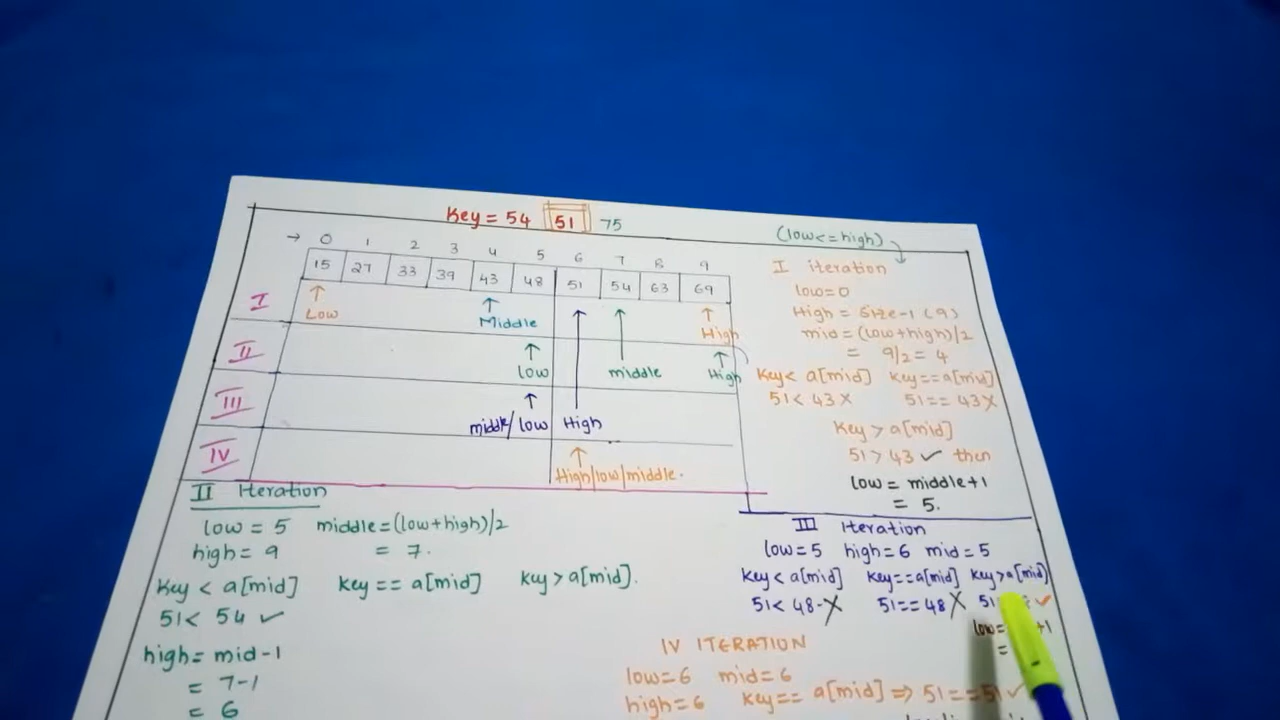 Key = 54 51 75
(low<=high)
→ 0 1 2 3 4 5 6 7 8 9
15 27 33 39 43 48 51 54 63 69
I
Low Middle High
II
low middle High
III
middle/low High
IV
High/low/middle.
I iteration
low=0
High = size-1 (9)
mid = (low+high)/2
= 9/2 = 4
Key< a[mid] Key==a[mid]
51< 43 X 51== 43 X
Key > a[mid]
51 > 43 ✓ then
low = middle+1
= 5.
II Iteration
low = 5 middle=(low+high)/2
high= 9 = 7.
Key < a[mid] Key == a[mid] Key >a[mid].
51< 54 ✓
high= mid-1
= 7-1
= 6
III Iteration
low=5 high=6 mid=5
Key<a[mid] Key==a[mid] Key>a[mid]
51< 48-X 51==48 X 51 ✓
low= +1
=
IV ITERATION
low=6 mid=6
high=6 Key== a[mid] => 51==51 ✓